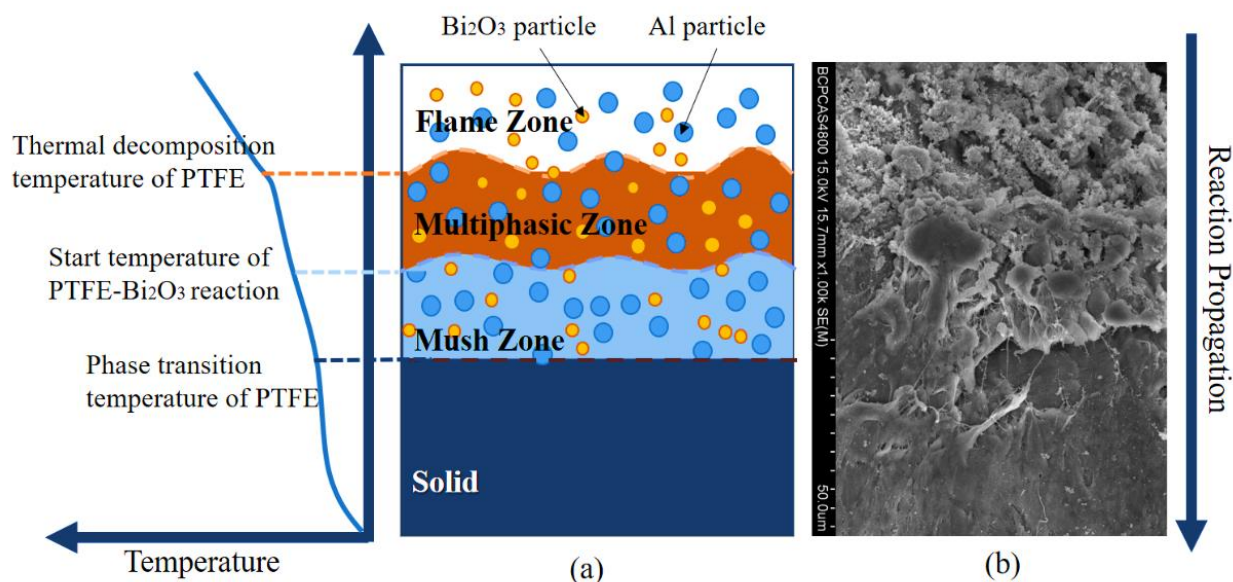 Bi2O3 particle
Al particle
Flame Zone
Thermal decomposition
temperature of PTFE
Multiphasic Zone
Start temperature of
PTFE-Bi2O3 reaction
Mush Zone
Phase transition
temperature of PTFE
Solid
Temperature
(a)
BCPCAS4800 15.0kV 15.7mm x1.00k SE(M)
50.0um
(b)
Reaction Propagation